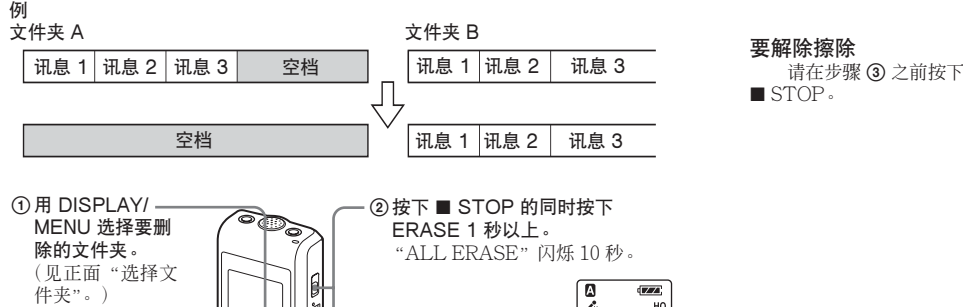 例
文件夹 A
文件夹 B
讯息 1 讯息 2 讯息 3 空档
讯息 1 讯息 2 讯息 3
空档
讯息 1 讯息 2 讯息 3
要解除擦除
请在步骤 ③ 之前按下
■ STOP。
① 用 DISPLAY/
MENU 选择要删
除的文件夹。
（见正面“选择文
件夹”。）
② 按下 ■ STOP 的同时按下
ERASE 1 秒以上。
“ALL ERASE”闪烁 10 秒。
A
HQ